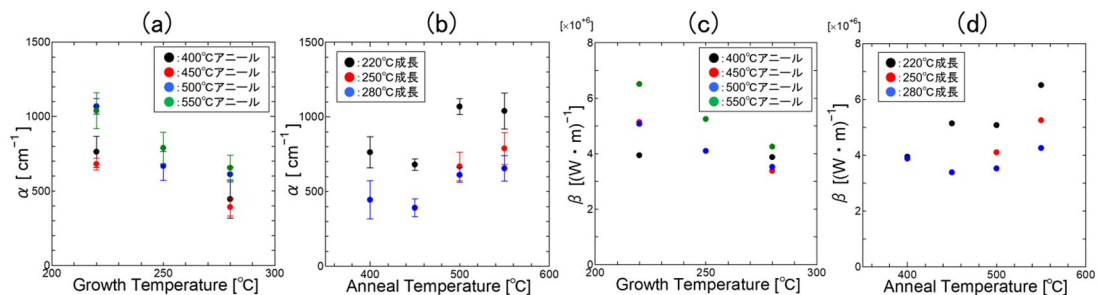 (a)
1500
1000
500
0
α [ cm⁻¹]
200
250
300
Growth Temperature [℃]
:400℃アニール
:450℃アニール
:500℃アニール
:550℃アニール
(b)
1500
1000
500
0
α [ cm⁻¹]
400
500
600
Anneal Temperature [℃]
:220℃成長
:250℃成長
:280℃成長
(c)
[×10⁺⁶]
8
6
4
2
0
β [(W・m)⁻¹]
200
250
300
Growth Temperature [℃]
:400℃アニール
:450℃アニール
:500℃アニール
:550℃アニール
(d)
[×10⁺⁶]
8
6
4
2
0
β [(W・m)⁻¹]
400
500
600
Anneal Temperature [℃]
:220℃成長
:250℃成長
:280℃成長